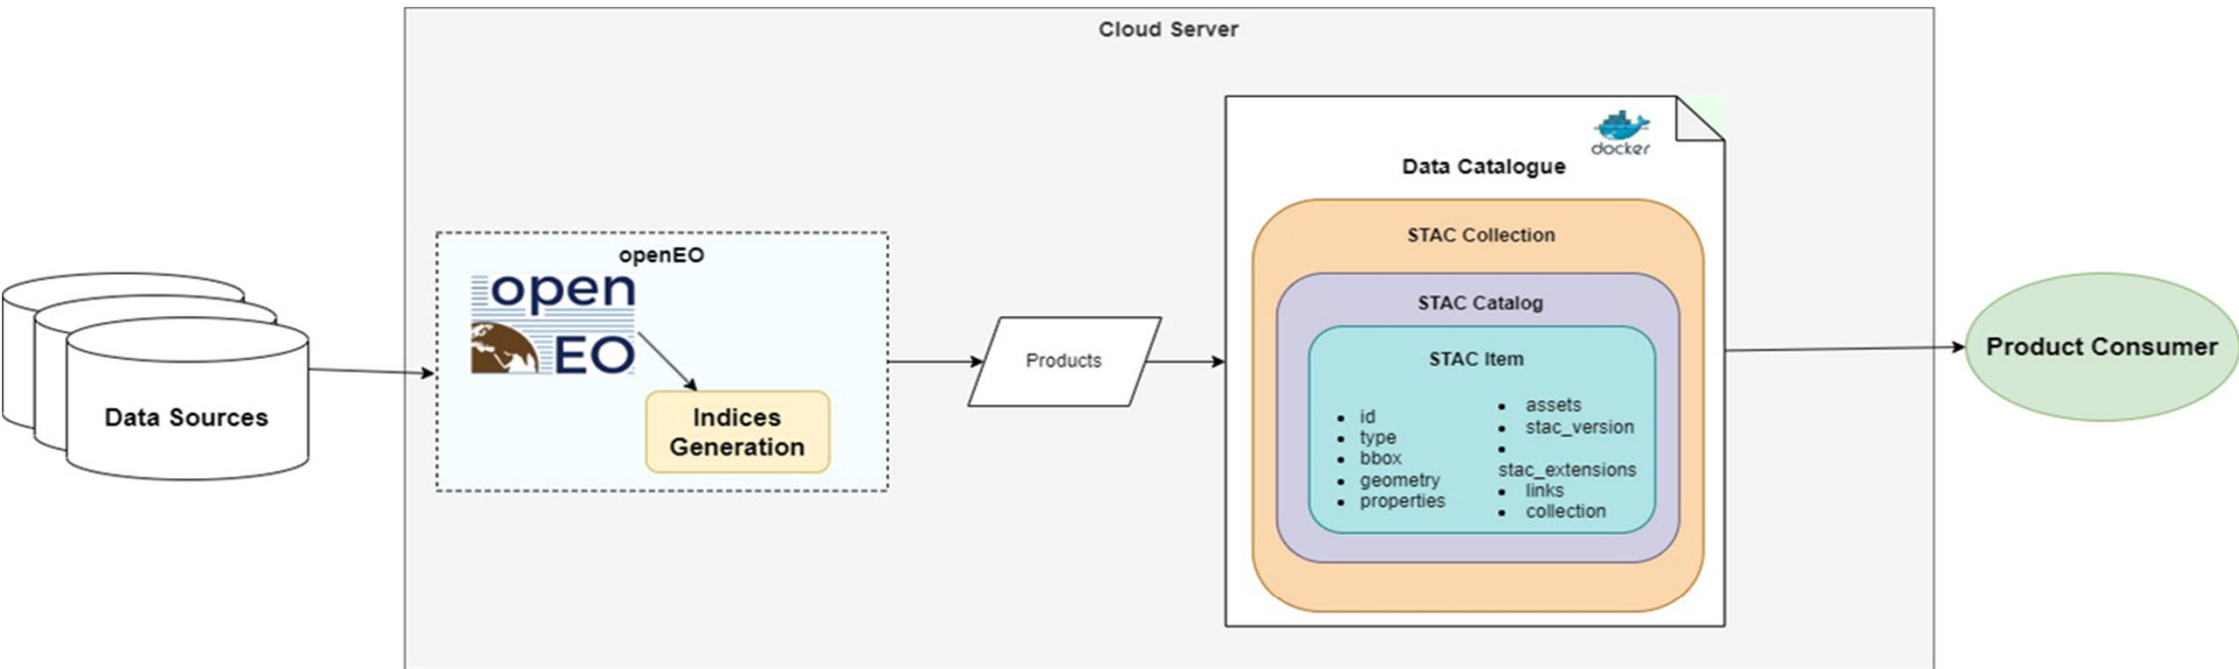 Cloud Server
Data Sources
openEO
open
EO
Indices
Generation
Products
docker
Data Catalogue
STAC Collection
STAC Catalog
STAC Item
• id
• type
• bbox
• geometry
• properties
• assets
• stac_version
•
stac_extensions
• links
• collection
Product Consumer